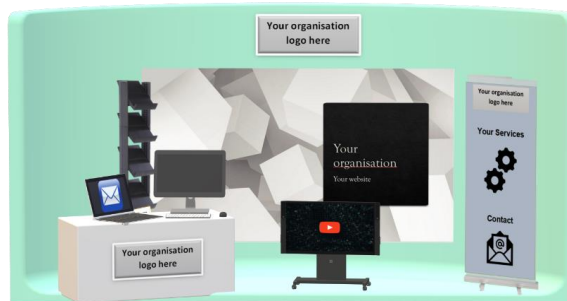 Your organisation
logo here
Your organisation
logo here
Your Services
Your
organisation
Your website
Contact
@
Your organisation
logo here